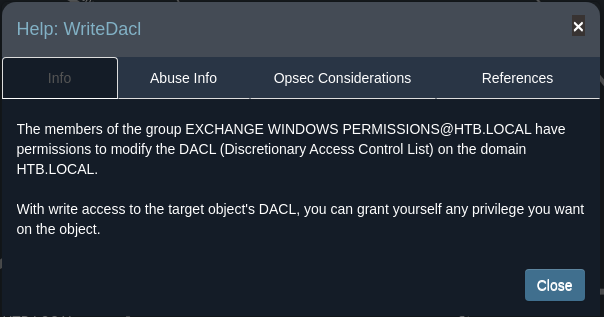 Help: WriteDacl
×
Info
Abuse Info
Opsec Considerations
References
The members of the group EXCHANGE WINDOWS PERMISSIONS@HTB.LOCAL have
permissions to modify the DACL (Discretionary Access Control List) on the domain
HTB.LOCAL.
With write access to the target object's DACL, you can grant yourself any privilege you want
on the object.
Close